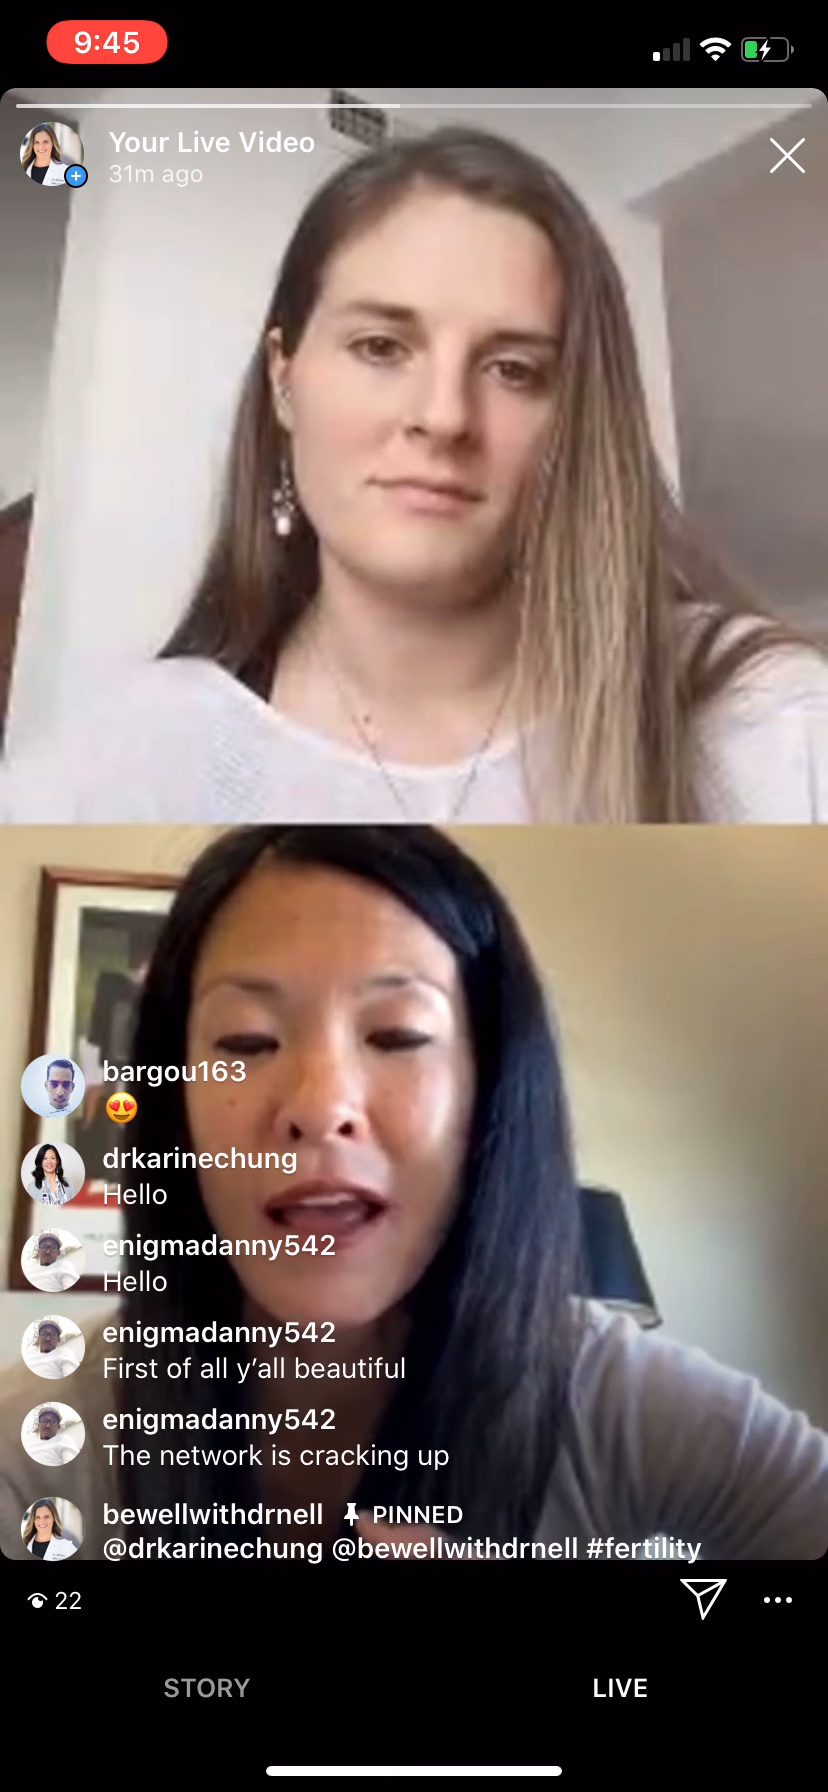 9:45
Your Live Video
31m ago
bargou163
😍
drkarinechung
Hello
enigmadanny542
Hello
enigmadanny542
First of all y’all beautiful
enigmadanny542
The network is cracking up
bewellwithdrnell PINNED
@drkarinechung @bewellwithdrnell #fertility
22
STORY LIVE